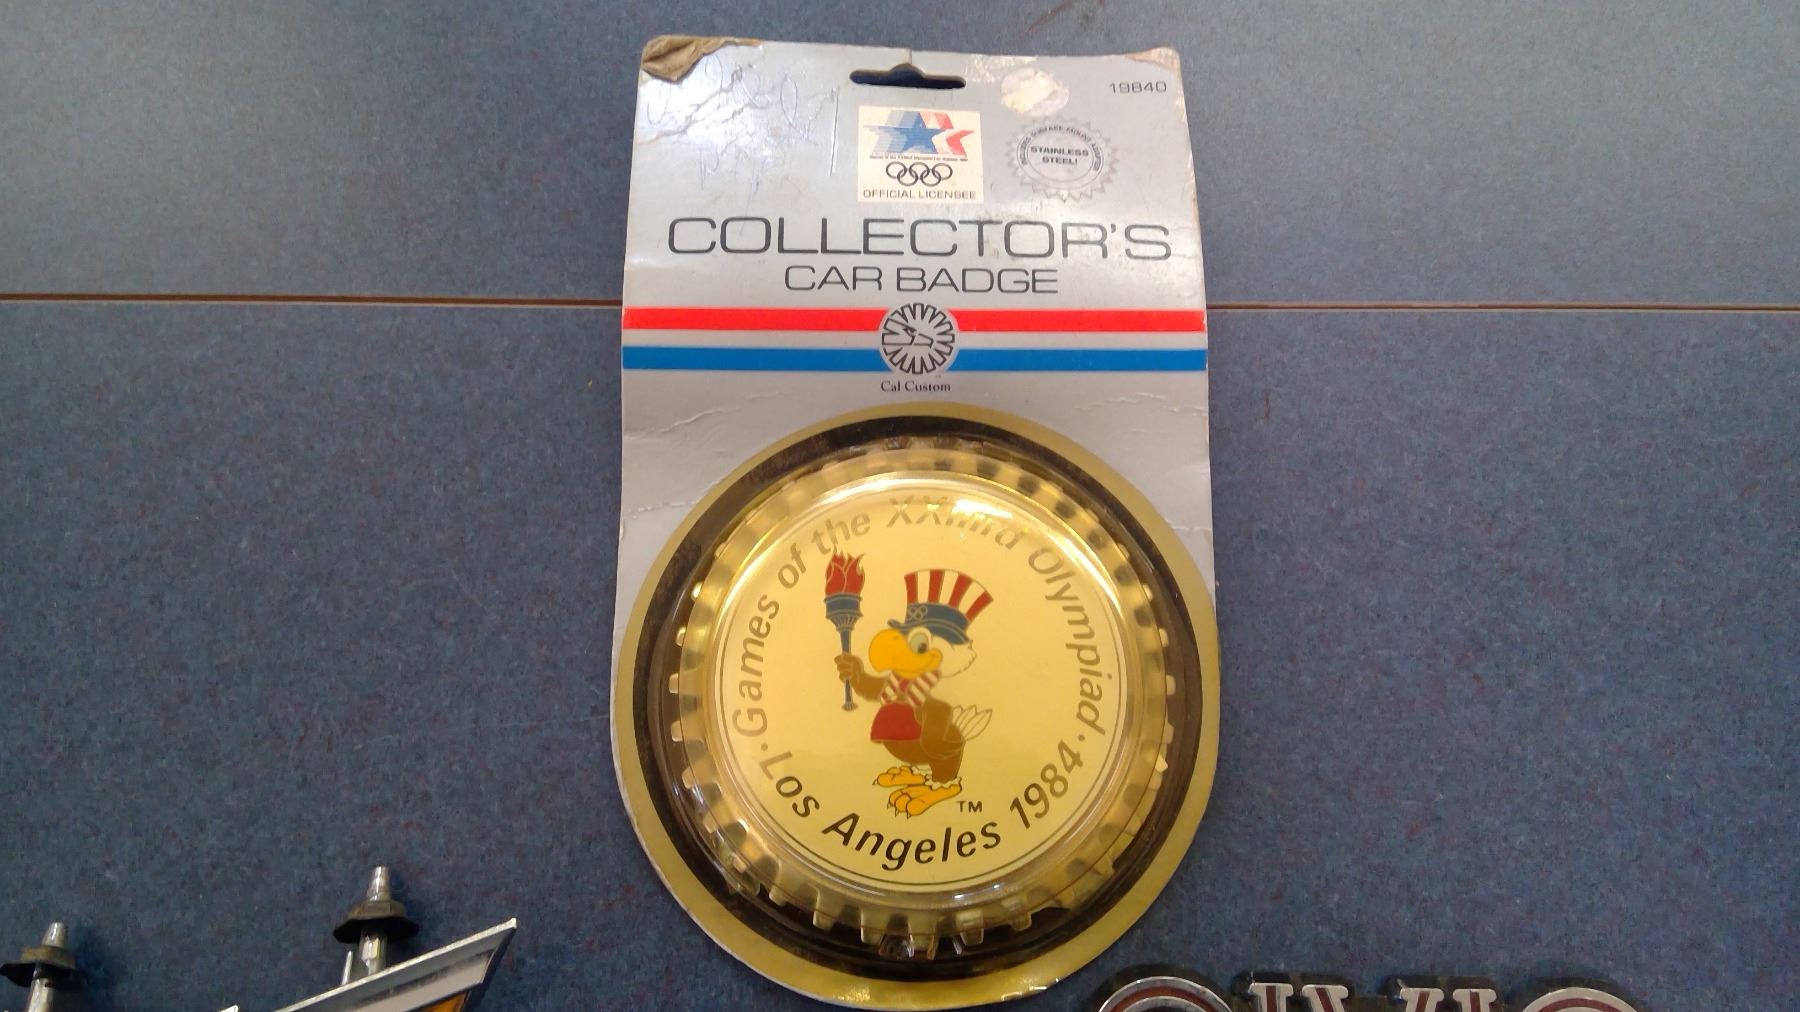 19840
STAINLESS
STEEL!
OFFICIAL LICENSEE
COLLECTOR'S
CAR BADGE
Cal Custom
Games of the XXIIIrd Olympiad
Los Angeles 1984
TM